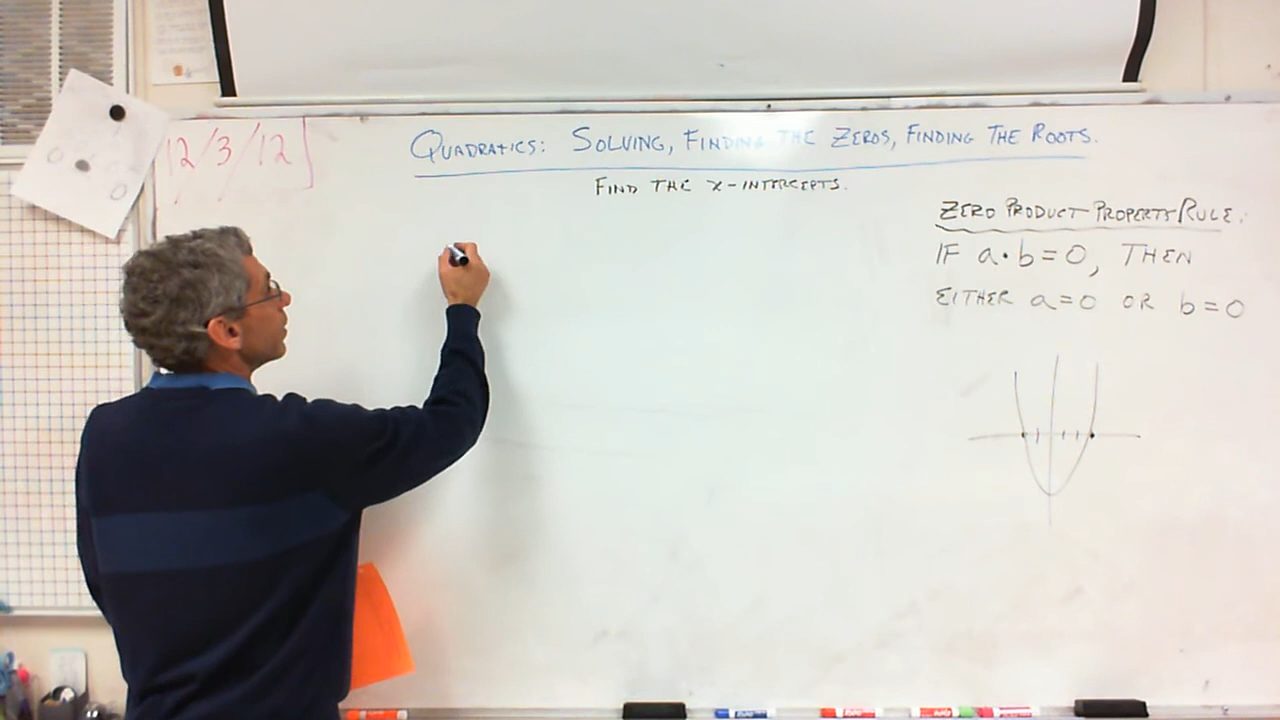 12/3/12
QUADRATICS: SOLVING, FINDING THE ZEROS, FINDING THE ROOTS.
FIND THE X-INTERCEPTS.
ZERO PRODUCT PROPERTY RULE.
IF a·b=0, THEN
EITHER a=0 OR b=0